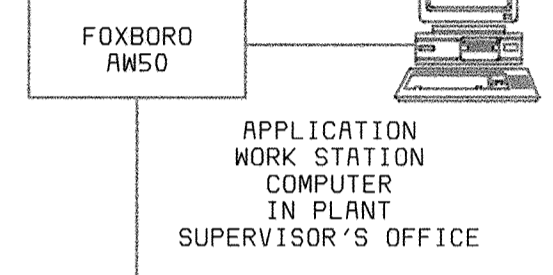 FOXBORO
AW50
APPLICATION
WORK STATION
COMPUTER
IN PLANT
SUPERVISOR'S OFFICE